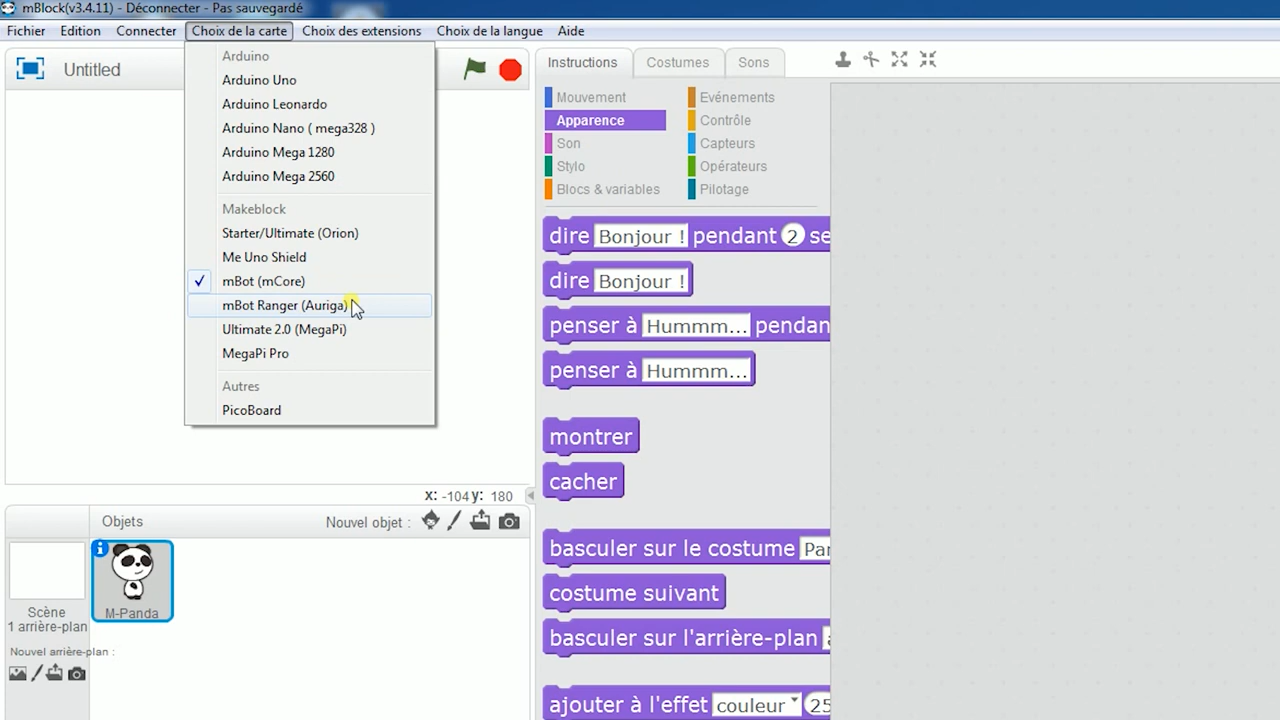 mBlock(v3.4.11) - Déconnecter - Pas sauvegardé
Fichier Edition Connecter Choix de la carte Choix des extensions Choix de la langue Aide
Untitled
Arduino
Arduino Uno
Arduino Leonardo
Arduino Nano ( mega328 )
Arduino Mega 1280
Arduino Mega 2560
Makeblock
Starter/Ultimate (Orion)
Me Uno Shield
mBot (mCore)
mBot Ranger (Auriga)
Ultimate 2.0 (MegaPi)
MegaPi Pro
Autres
PicoBoard
x: -104 y: 180
Objets
Nouvel objet :
Scène
1 arrière-plan
M-Panda
Nouvel arrière-plan :
Instructions Costumes Sons
Mouvement
Apparence
Son
Stylo
Blocs & variables
Evénements
Contrôle
Capteurs
Opérateurs
Pilotage
dire Bonjour ! pendant 2 se
dire Bonjour !
penser à Hummm... pendan
penser à Hummm...
montrer
cacher
basculer sur le costume Pan
costume suivant
basculer sur l'arrière-plan
ajouter à l'effet couleur 25